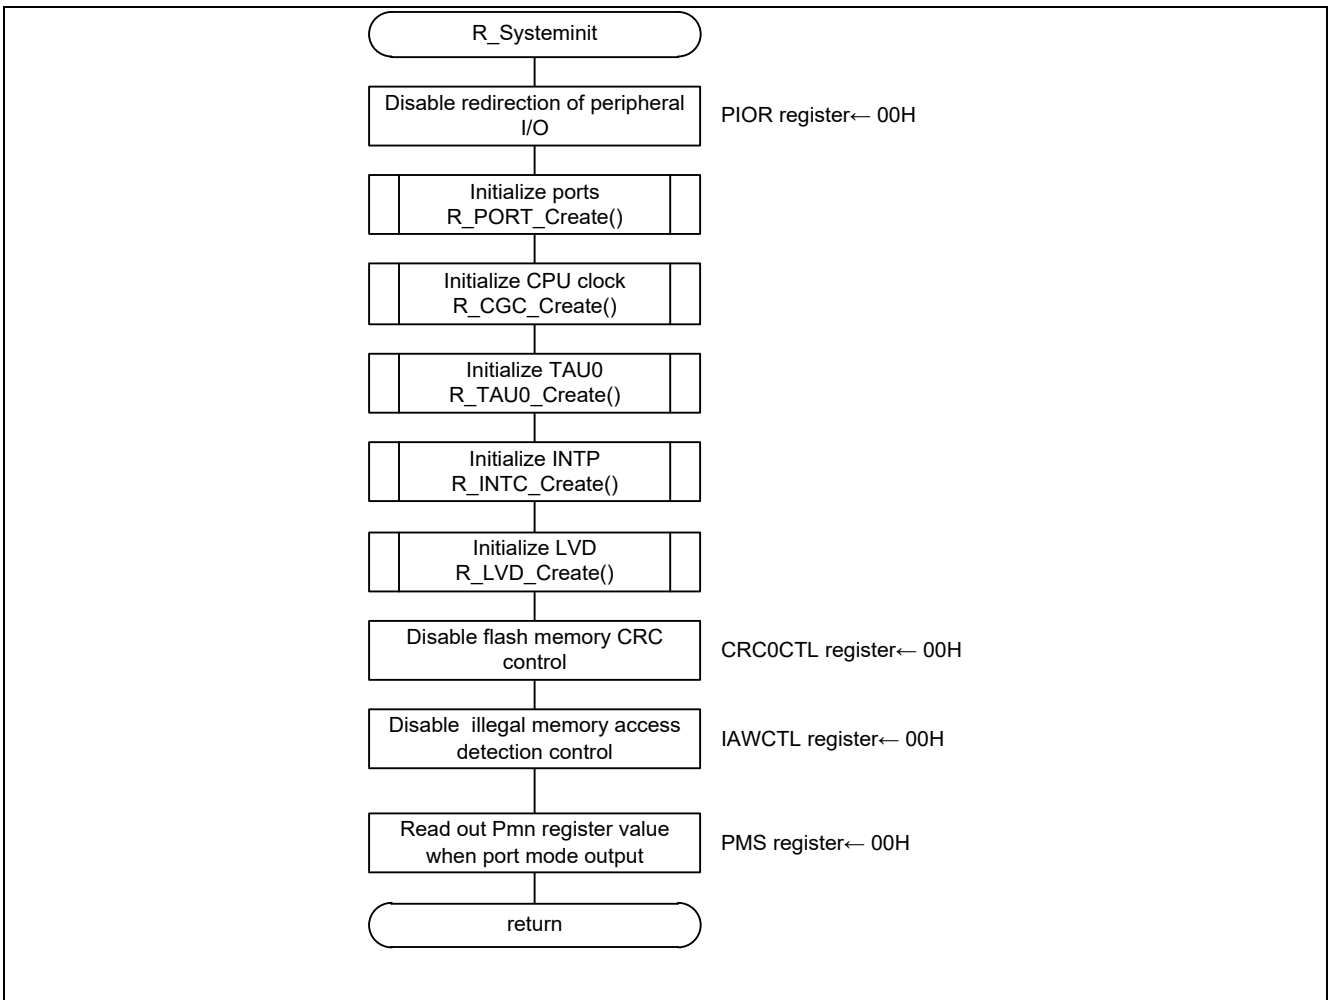 R_Systeminit
Disable redirection of peripheral
I/O
PIOR register← 00H
Initialize ports
R_PORT_Create()
Initialize CPU clock
R_CGC_Create()
Initialize TAU0
R_TAU0_Create()
Initialize INTP
R_INTC_Create()
Initialize LVD
R_LVD_Create()
Disable flash memory CRC
control
CRC0CTL register← 00H
Disable  illegal memory access
detection control
IAWCTL register← 00H
Read out Pmn register value
when port mode output
PMS register← 00H
return